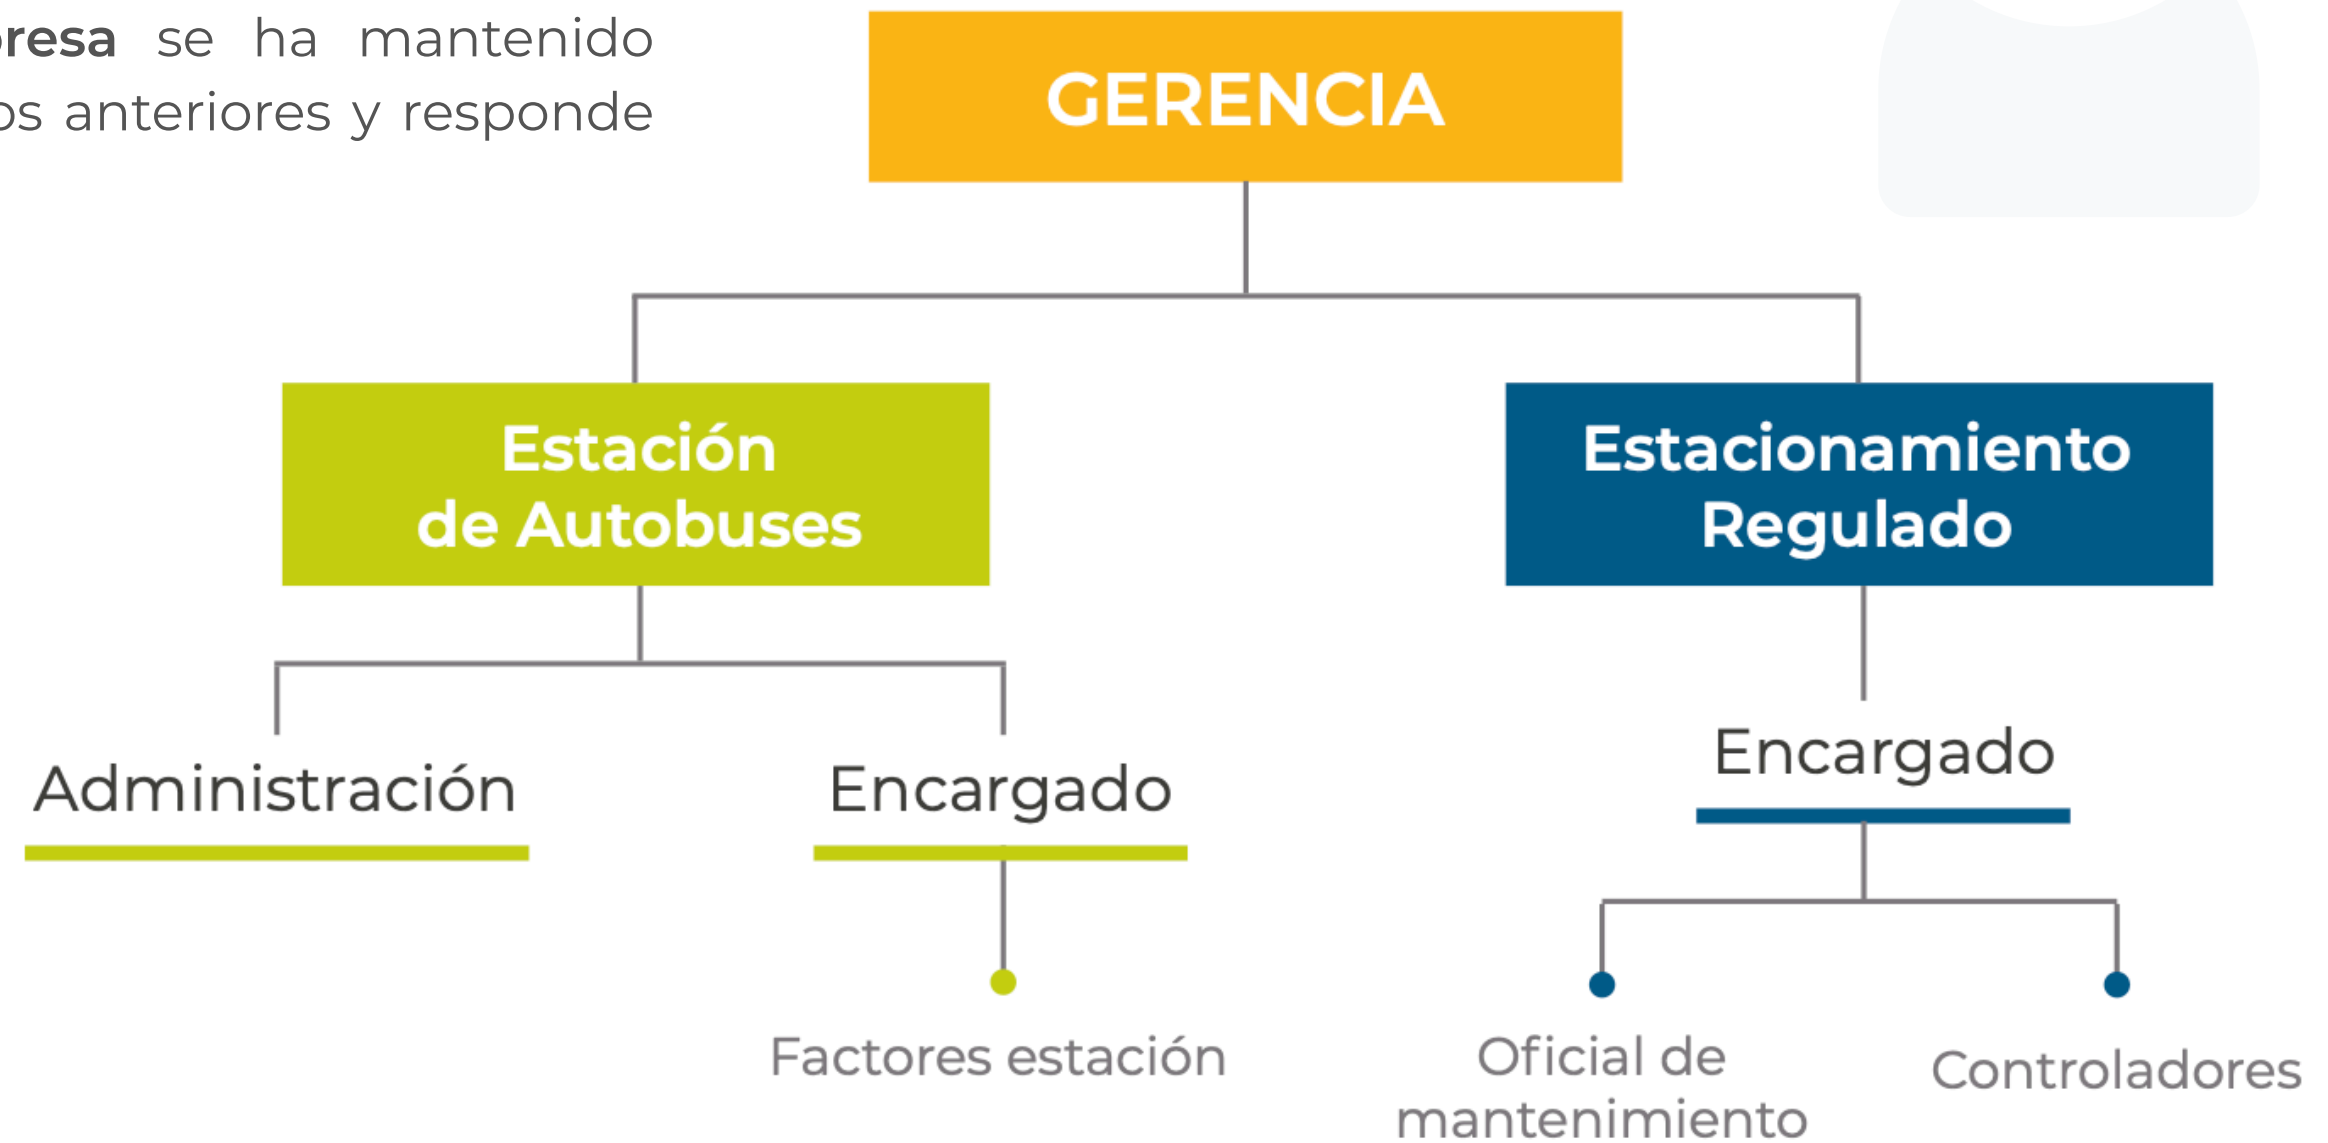 se ha mantenido
anteriores y responde
GERENCIA
Estación
de Autobuses
Estacionamiento
Regulado
Administración
Encargado
Encargado
Factores estación
Oficial de
mantenimiento
Controladores